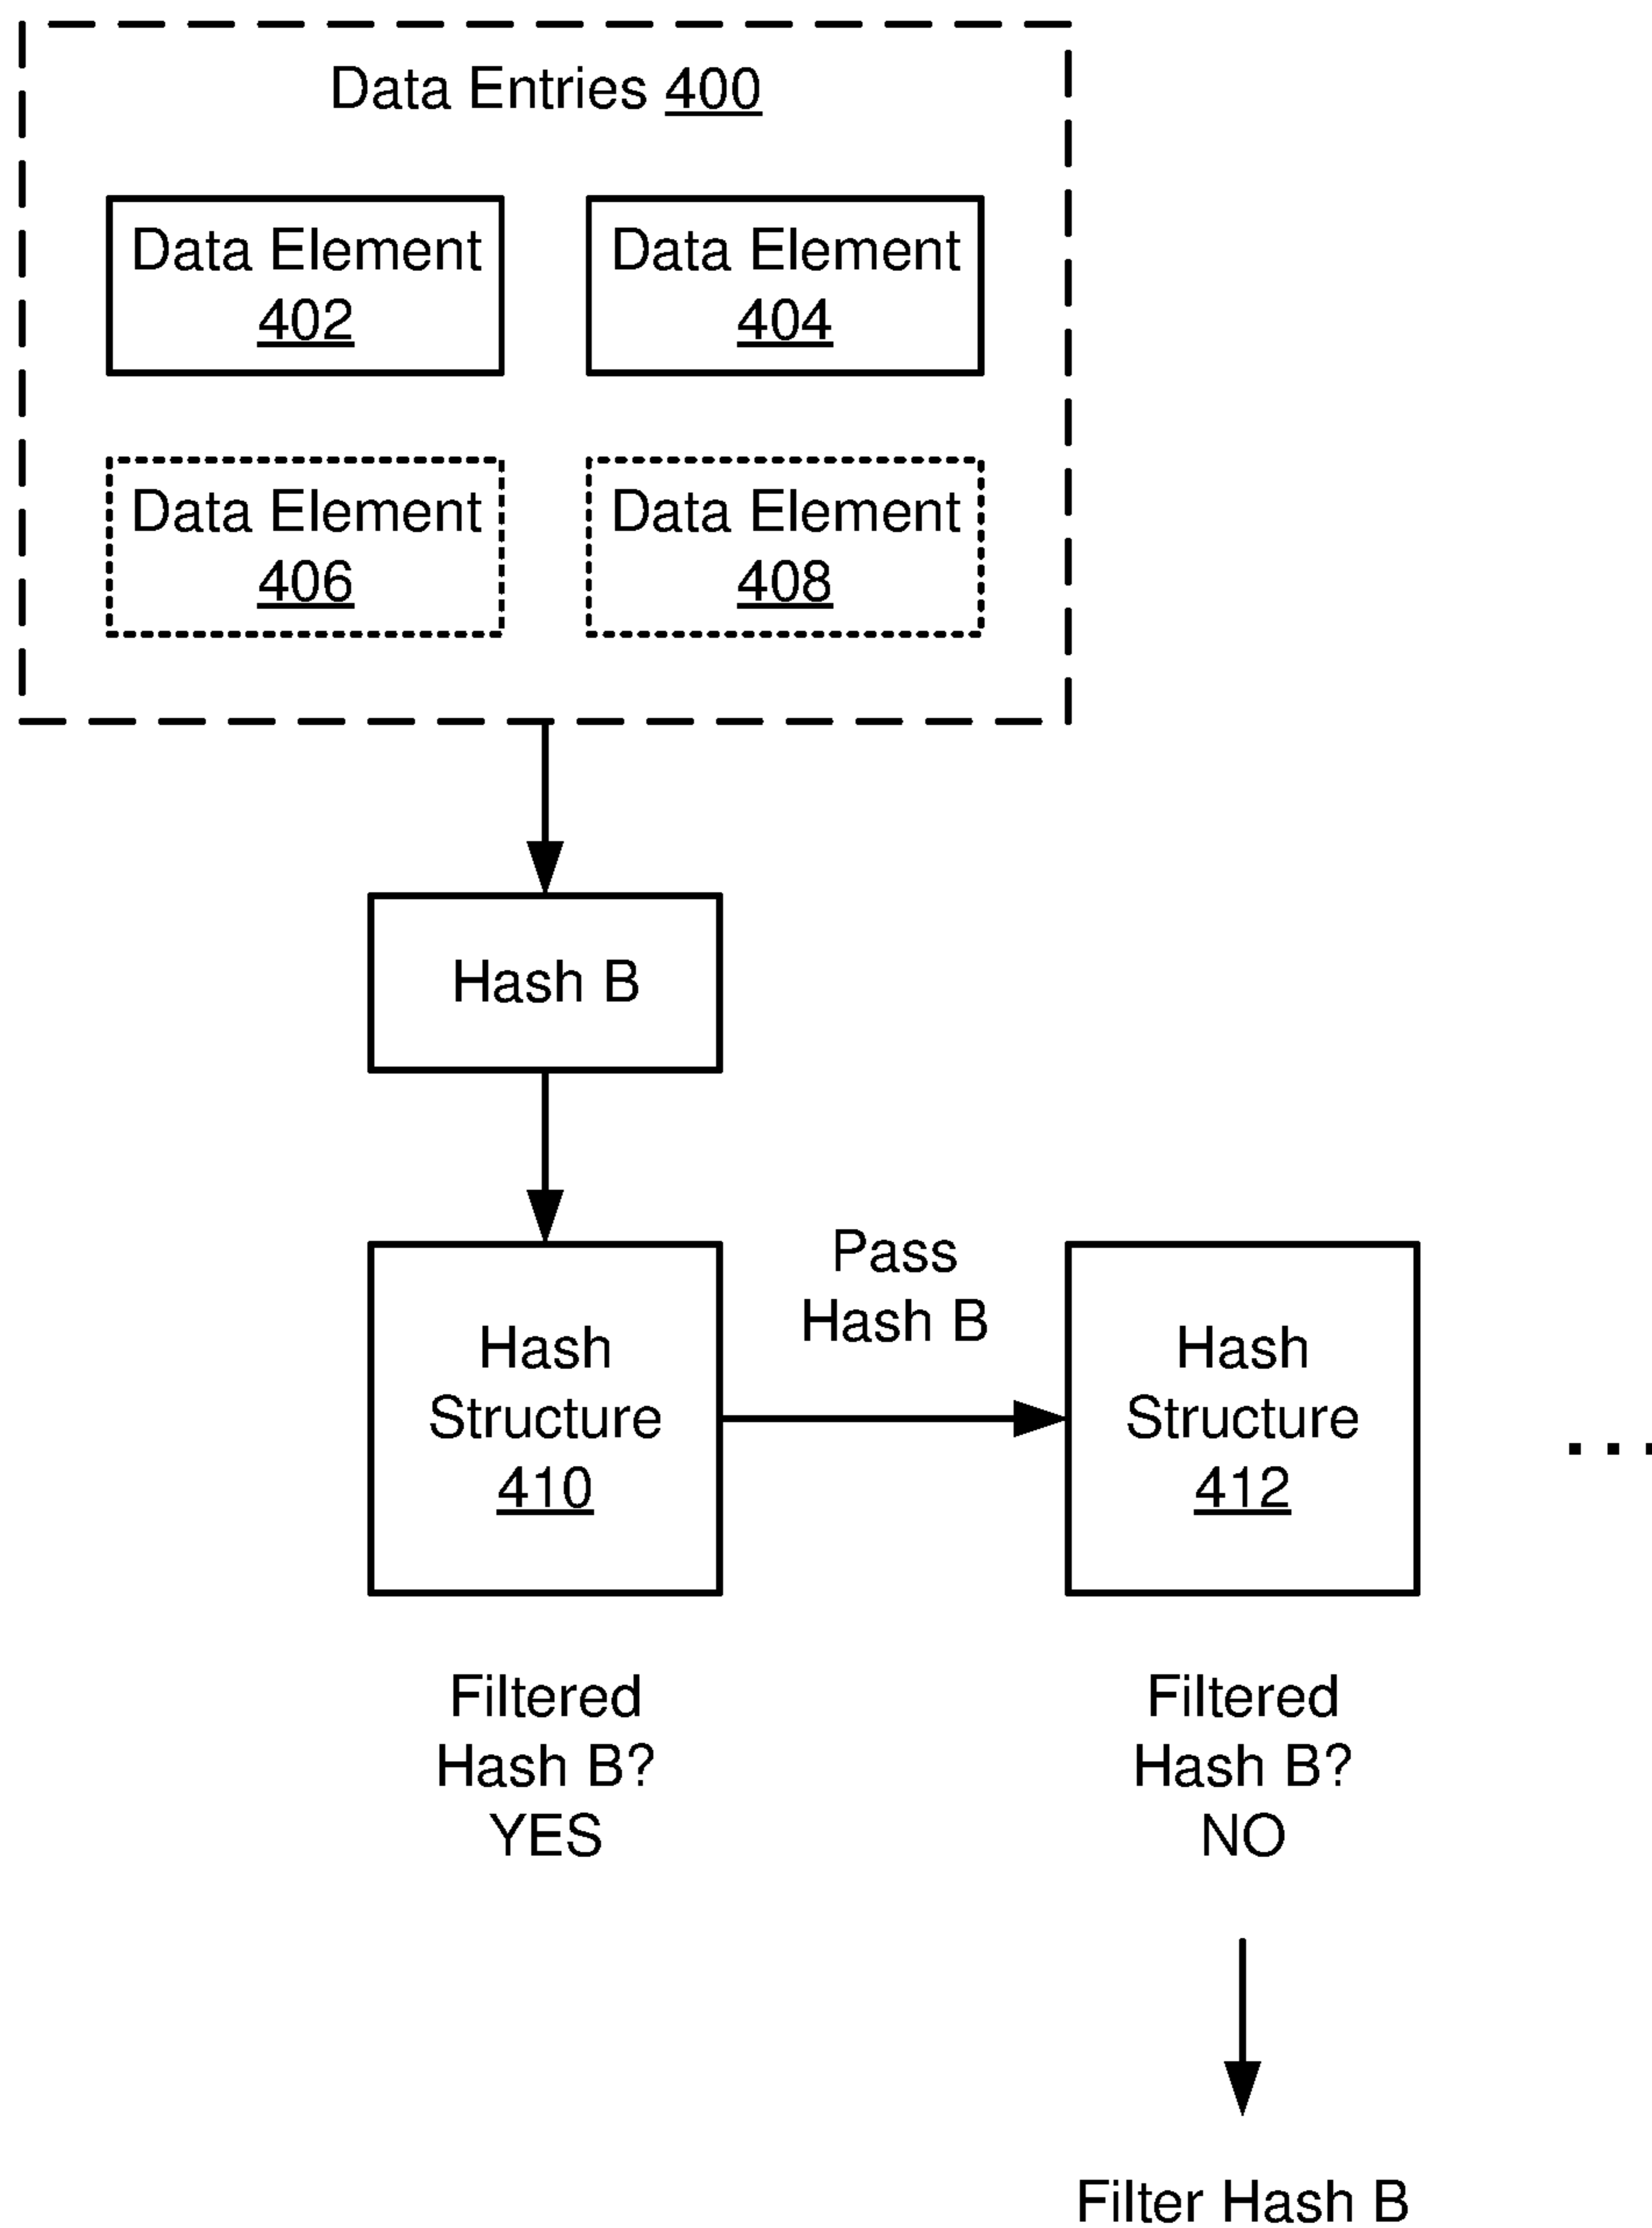 Data Entries 400
Data Element
402
Data Element
404
Data Element
406
Data Element
408
Hash B
Pass
Hash B
Hash
Structure
410
Hash
Structure
412
...
Filtered
Hash B?
YES
Filtered
Hash B?
NO
Filter Hash B